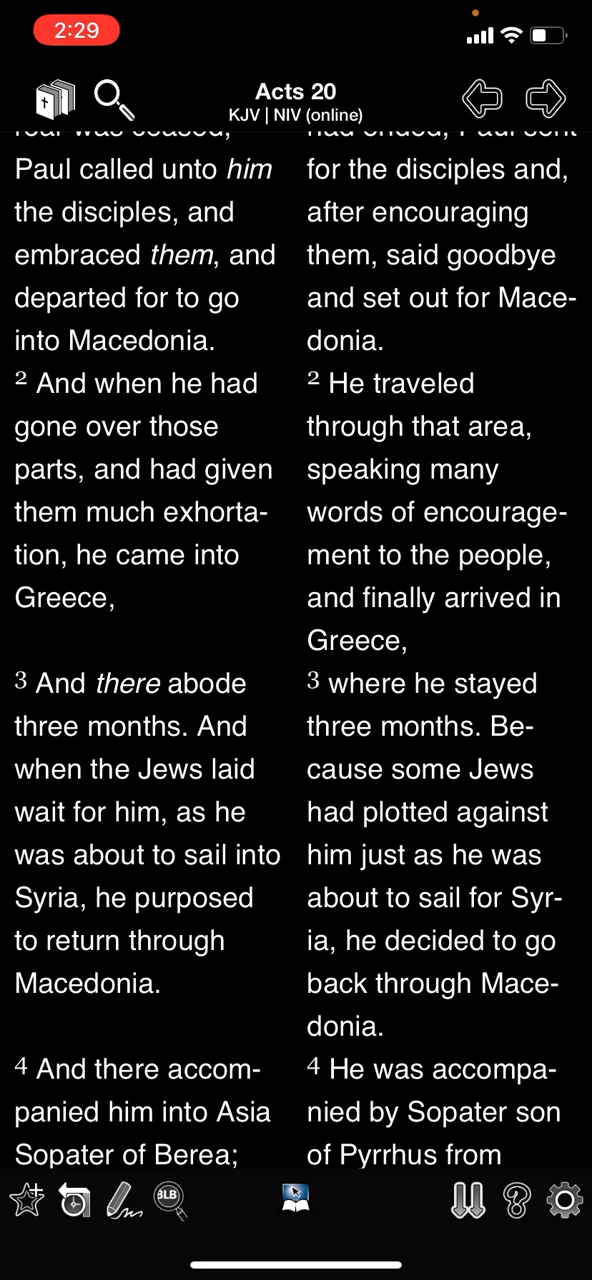 2:29
Acts 20
KJV | NIV (online)
Paul called unto him
the disciples, and
embraced them, and
departed for to go
into Macedonia.
2 And when he had
gone over those
parts, and had given
them much exhorta-
tion, he came into
Greece,
3 And there abode
three months. And
when the Jews laid
wait for him, as he
was about to sail into
Syria, he purposed
to return through
Macedonia.
4 And there accom-
panied him into Asia
Sopater of Berea;
for the disciples and,
after encouraging
them, said goodbye
and set out for Mace-
donia.
2 He traveled
through that area,
speaking many
words of encourage-
ment to the people,
and finally arrived in
Greece,
3 where he stayed
three months. Be-
cause some Jews
had plotted against
him just as he was
about to sail for Syr-
ia, he decided to go
back through Mace-
donia.
4 He was accompa-
nied by Sopater son
of Pyrrhus from
BLB